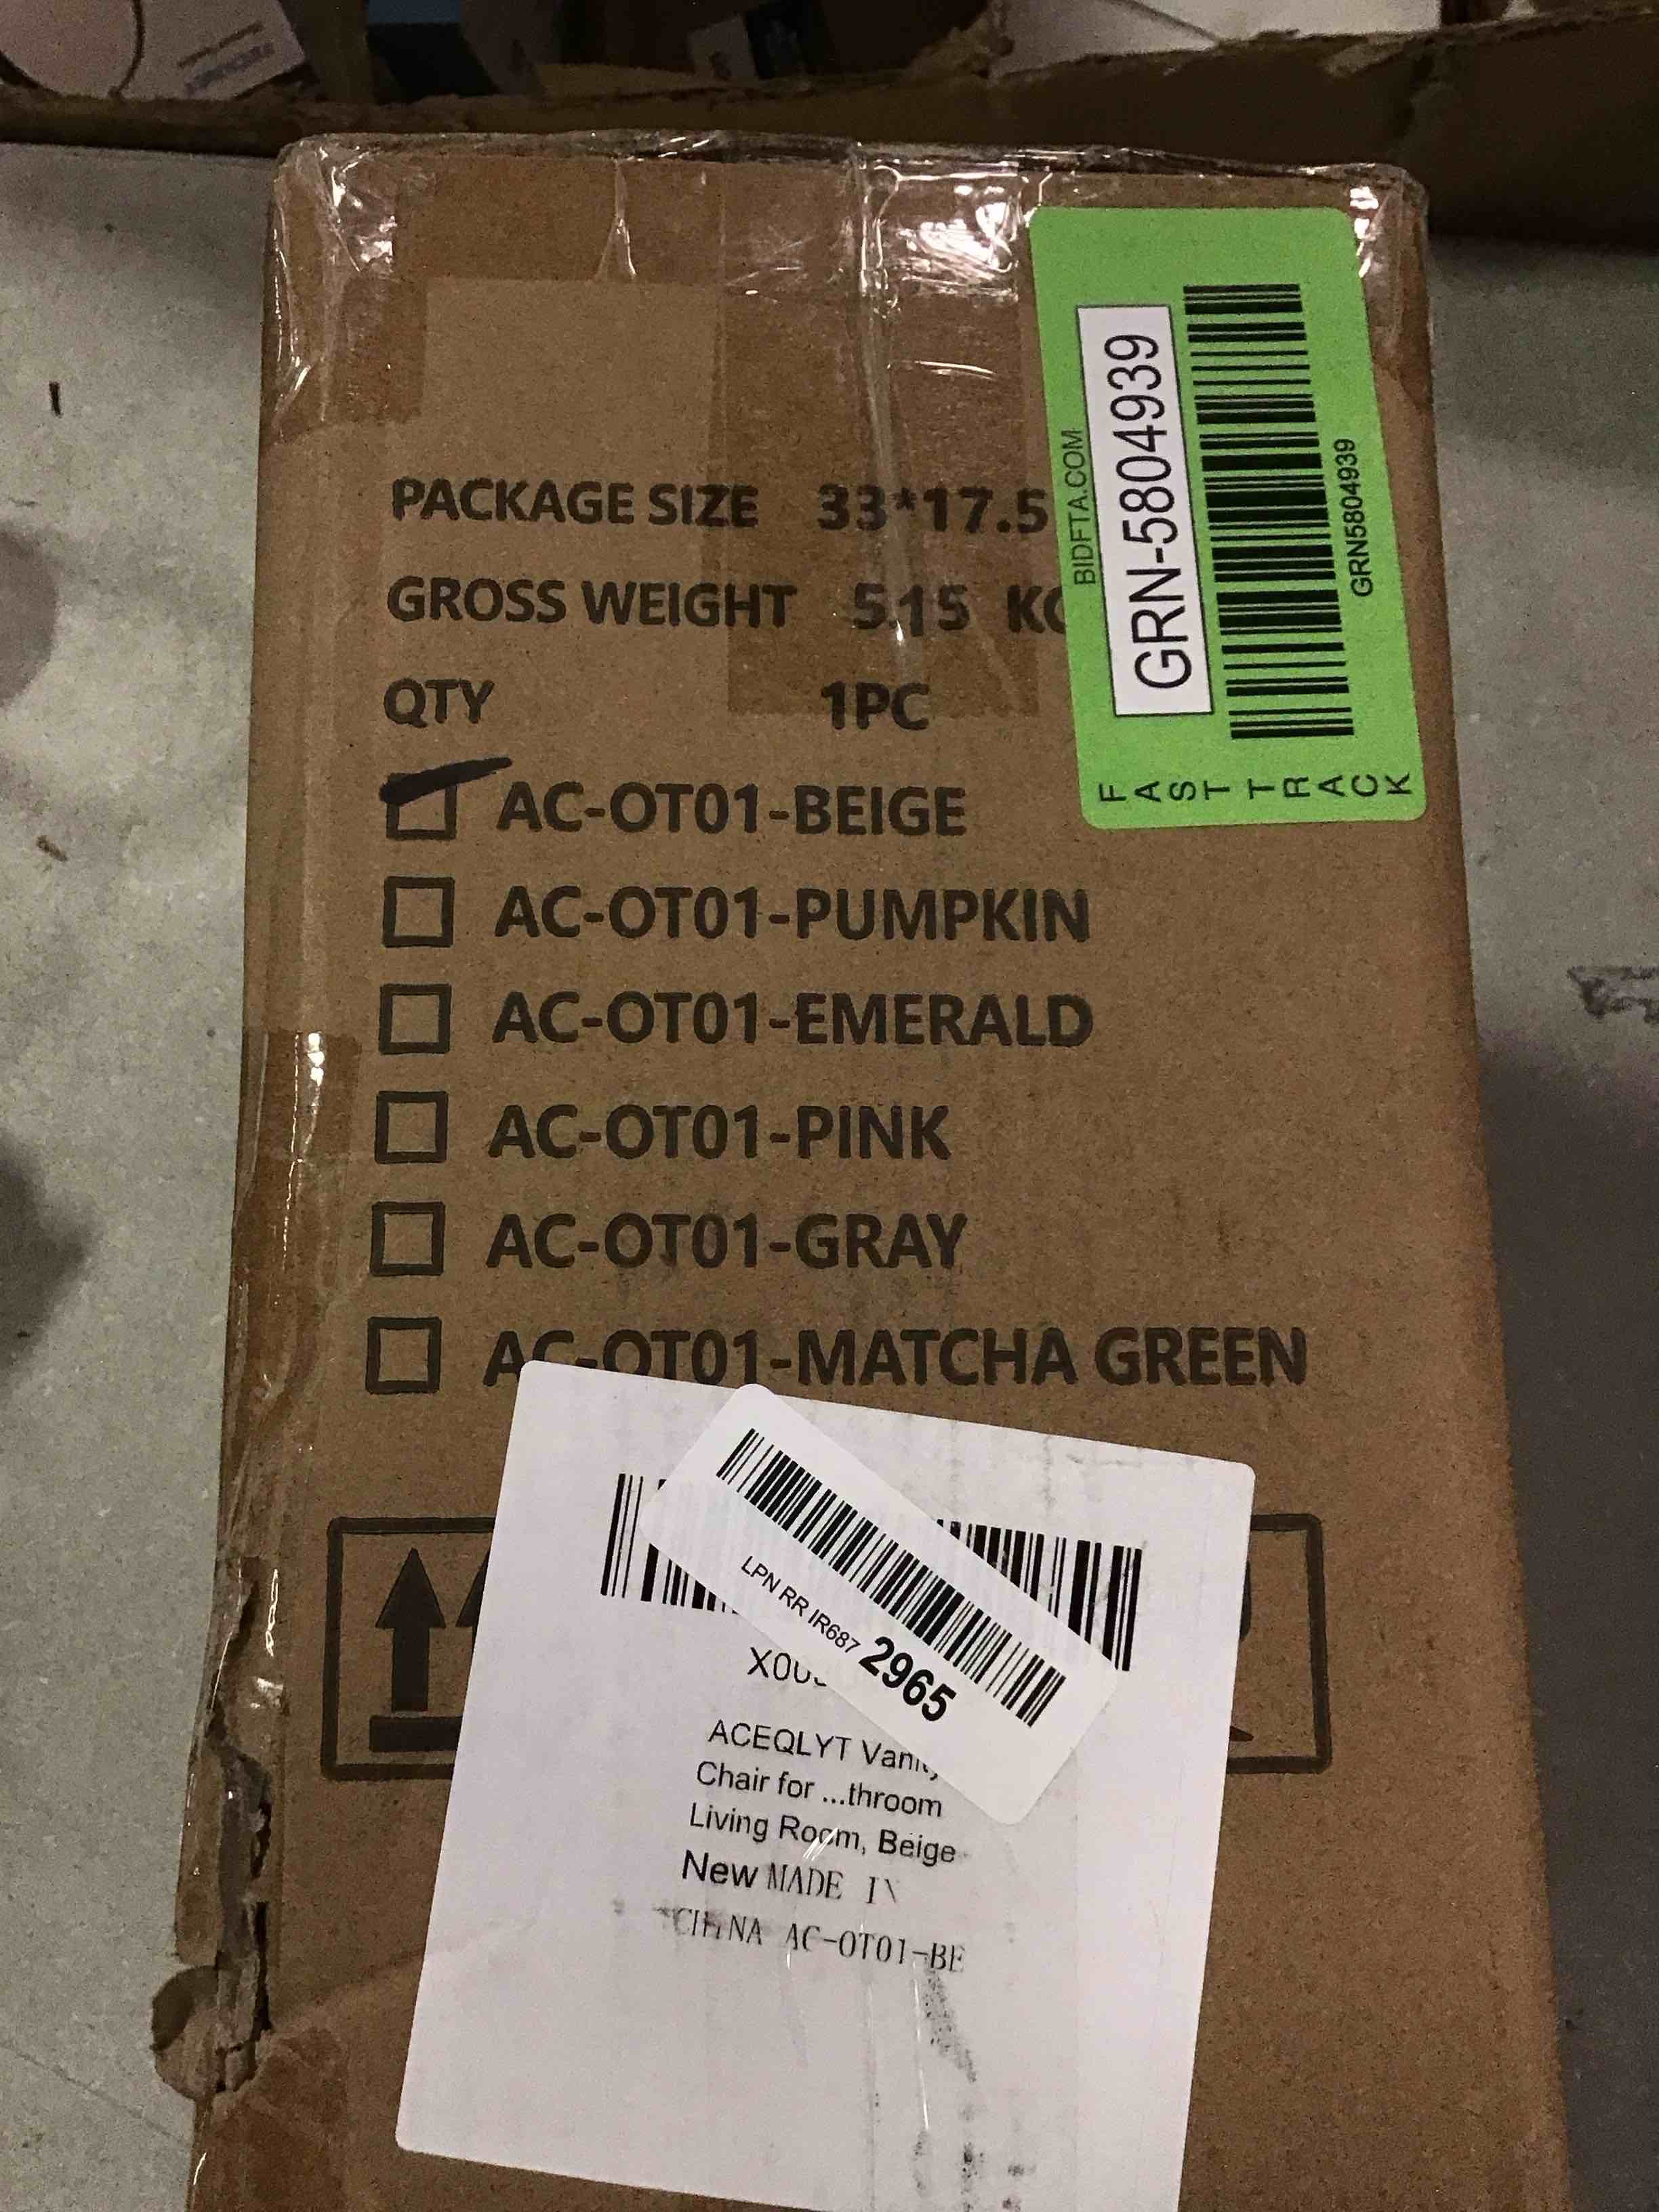 PACKAGE SIZE 33*17.5
GROSS WEIGHT 5.15
QTY 1PC
AC-OT01-BEIGE
AC-OT01-PUMPKIN
AC-OT01-EMERALD
AC-OT01-PINK
AC-OT01-GRAY
AC-OT01-MATCHA GREEN
BIDFTA.COM
GRN-5804939
GRN5804939
FAST TRACK
LPN RR IR687 2965
ACEQLYT Vanity
Chair for ...throom
Living Room, Beige
New MADE IN
CHINA AC-OT01-BE